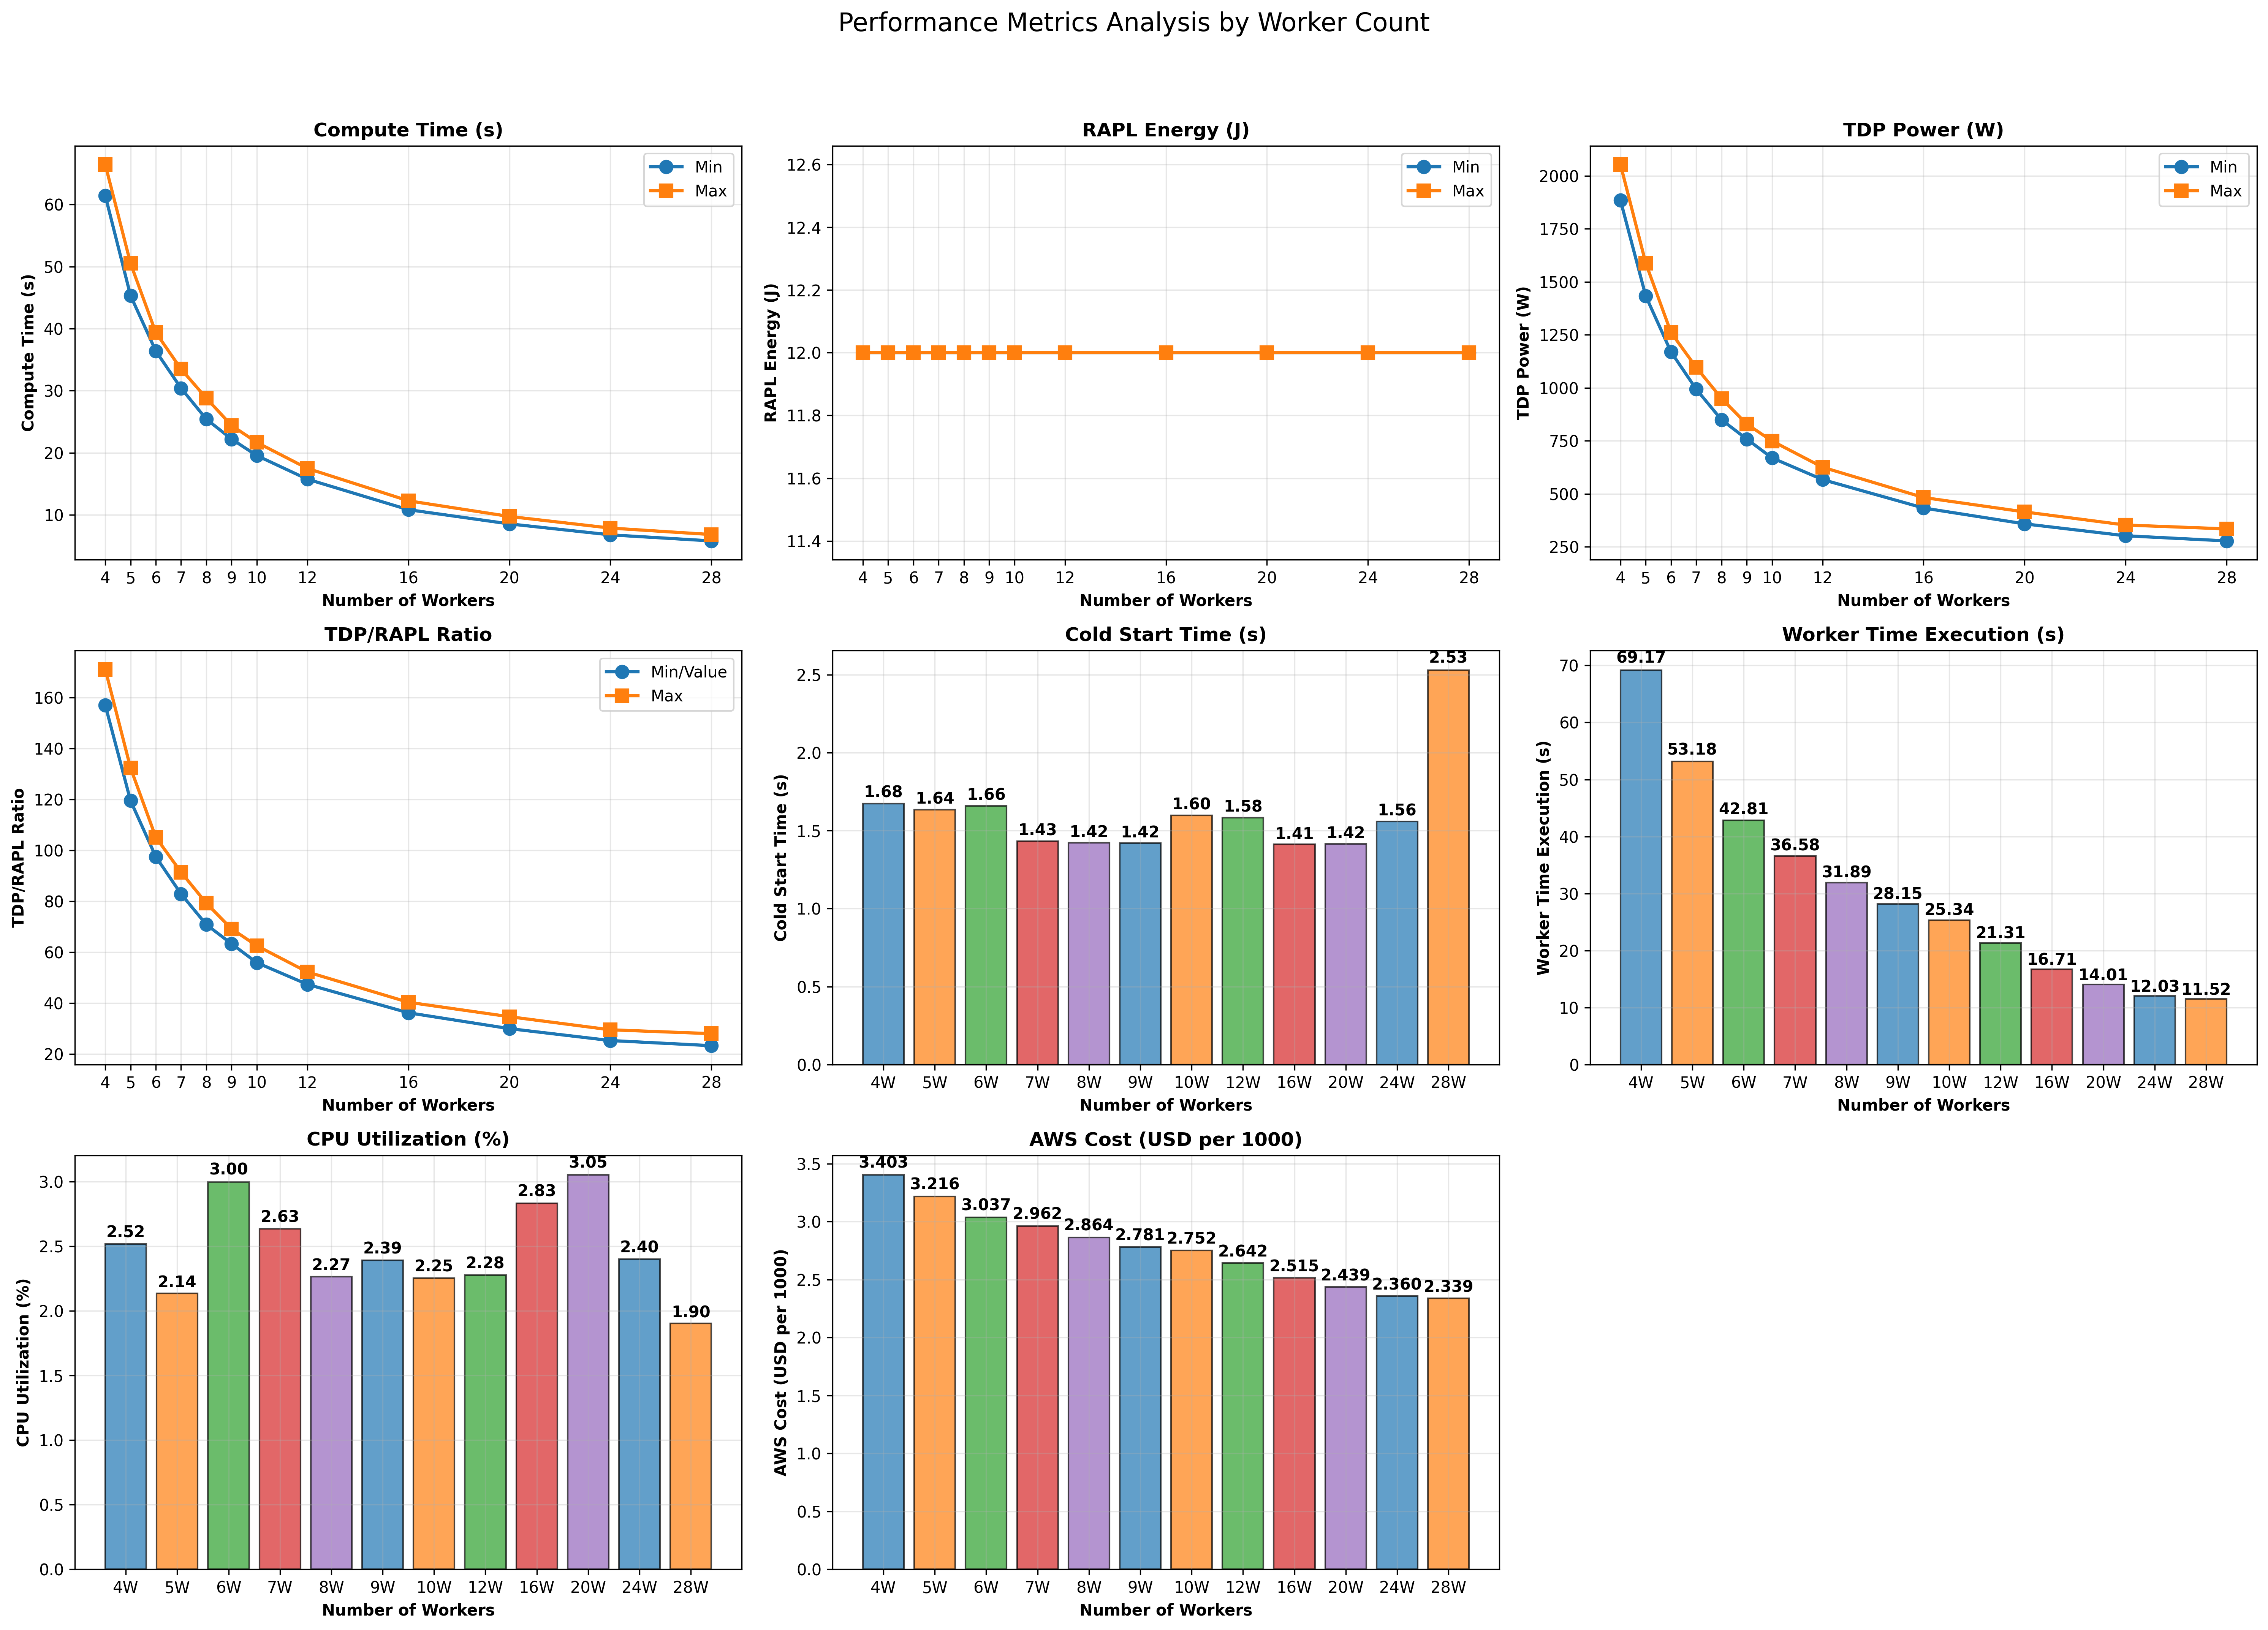 Performance Metrics Analysis by Worker Count
Compute Time (s)
Compute Time (s)
60
50
40
30
20
10
Min
Max
4 5 6 7 8 9 10 12 16 20 24 28
Number of Workers
RAPL Energy (J)
RAPL Energy (J)
12.6
12.4
12.2
12.0
11.8
11.6
11.4
Min
Max
4 5 6 7 8 9 10 12 16 20 24 28
Number of Workers
TDP Power (W)
TDP Power (W)
2000
1750
1500
1250
1000
750
500
250
Min
Max
4 5 6 7 8 9 10 12 16 20 24 28
Number of Workers
TDP/RAPL Ratio
TDP/RAPL Ratio
160
140
120
100
80
60
40
20
Min/Value
Max
4 5 6 7 8 9 10 12 16 20 24 28
Number of Workers
Cold Start Time (s)
Cold Start Time (s)
2.5
2.0
1.5
1.0
0.5
0.0
1.68 1.64 1.66 1.43 1.42 1.42 1.60 1.58 1.41 1.42 1.56 2.53
4W 5W 6W 7W 8W 9W 10W 12W 16W 20W 24W 28W
Number of Workers
Worker Time Execution (s)
Worker Time Execution (s)
70
60
50
40
30
20
10
0
69.17 53.18 42.81 36.58 31.89 28.15 25.34 21.31 16.71 14.01 12.03 11.52
4W 5W 6W 7W 8W 9W 10W 12W 16W 20W 24W 28W
Number of Workers
CPU Utilization (%)
CPU Utilization (%)
3.0
2.5
2.0
1.5
1.0
0.5
0.0
2.52 2.14 3.00 2.63 2.27 2.39 2.25 2.28 2.83 3.05 2.40 1.90
4W 5W 6W 7W 8W 9W 10W 12W 16W 20W 24W 28W
Number of Workers
AWS Cost (USD per 1000)
AWS Cost (USD per 1000)
3.5
3.0
2.5
2.0
1.5
1.0
0.5
0.0
3.403 3.216 3.037 2.962 2.864 2.781 2.752 2.642 2.515 2.439 2.360 2.339
4W 5W 6W 7W 8W 9W 10W 12W 16W 20W 24W 28W
Number of Workers